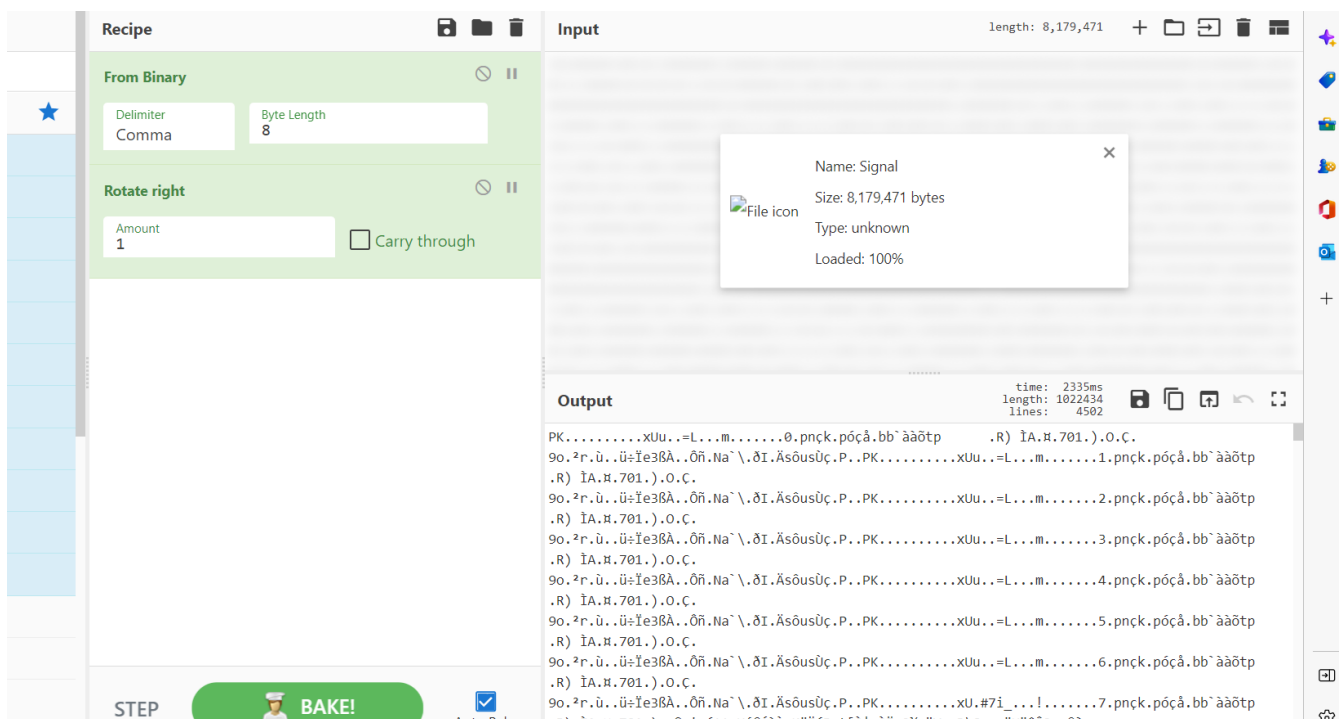 Recipe
From Binary
Delimiter
Comma
Byte Length
8
Rotate right
Amount
1
Carry through
STEP
BAKE!
Input
length: 8,179,471
Name: Signal
File icon
Size: 8,179,471 bytes
Type: unknown
Loaded: 100%
Output
time: 2335ms
length: 1022434
lines: 4502
PK..........xUu..=L...m.......0.pnçk.póçå.bb`ààõtp .R) ÌA.¤.701.).O.Ç.
9o.²r.ù..ü÷Ïe3ßÀ..Ôñ.Na`\.ðI.ÄsôusÙç.P..PK..........xUu..=L...m.......1.pnçk.póçå.bb`ààõtp
.R) ÌA.¤.701.).O.Ç.
9o.²r.ù..ü÷Ïe3ßÀ..Ôñ.Na`\.ðI.ÄsôusÙç.P..PK..........xUu..=L...m.......2.pnçk.póçå.bb`ààõtp
.R) ÌA.¤.701.).O.Ç.
9o.²r.ù..ü÷Ïe3ßÀ..Ôñ.Na`\.ðI.ÄsôusÙç.P..PK..........xUu..=L...m.......3.pnçk.póçå.bb`ààõtp
.R) ÌA.¤.701.).O.Ç.
9o.²r.ù..ü÷Ïe3ßÀ..Ôñ.Na`\.ðI.ÄsôusÙç.P..PK..........xUu..=L...m.......4.pnçk.póçå.bb`ààõtp
.R) ÌA.¤.701.).O.Ç.
9o.²r.ù..ü÷Ïe3ßÀ..Ôñ.Na`\.ðI.ÄsôusÙç.P..PK..........xUu..=L...m.......5.pnçk.póçå.bb`ààõtp
.R) ÌA.¤.701.).O.Ç.
9o.²r.ù..ü÷Ïe3ßÀ..Ôñ.Na`\.ðI.ÄsôusÙç.P..PK..........xUu..=L...m.......6.pnçk.póçå.bb`ààõtp
.R) ÌA.¤.701.).O.Ç.
9o.²r.ù..ü÷Ïe3ßÀ..Ôñ.Na`\.ðI.ÄsôusÙç.P..PK..........xU.#7i_...!.......7.pnçk.póçå.bb`ààõtp